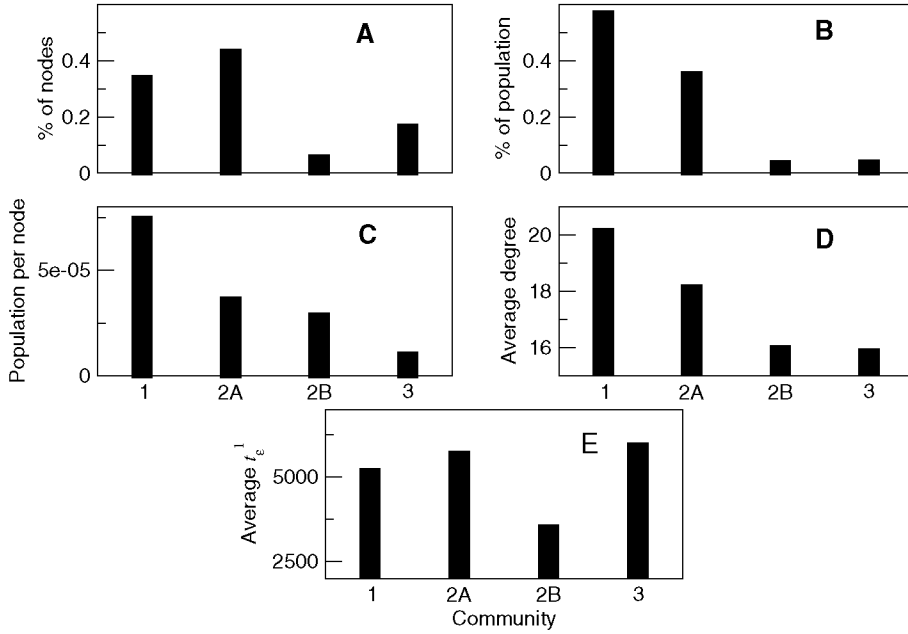 A
% of nodes
0.4
0.2
0
B
% of population
0.4
0.2
0
C
Population per node
5e-05
0
1 2A 2B 3
D
Average degree
20
18
16
1 2A 2B 3
E
Average tε1
5000
2500
1 2A 2B 3
Community